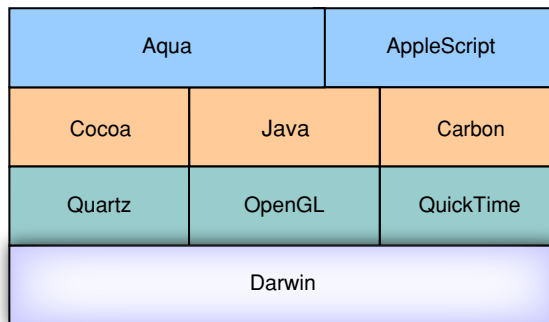 Aqua AppleScript
Cocoa Java Carbon
Quartz OpenGL QuickTime
Darwin